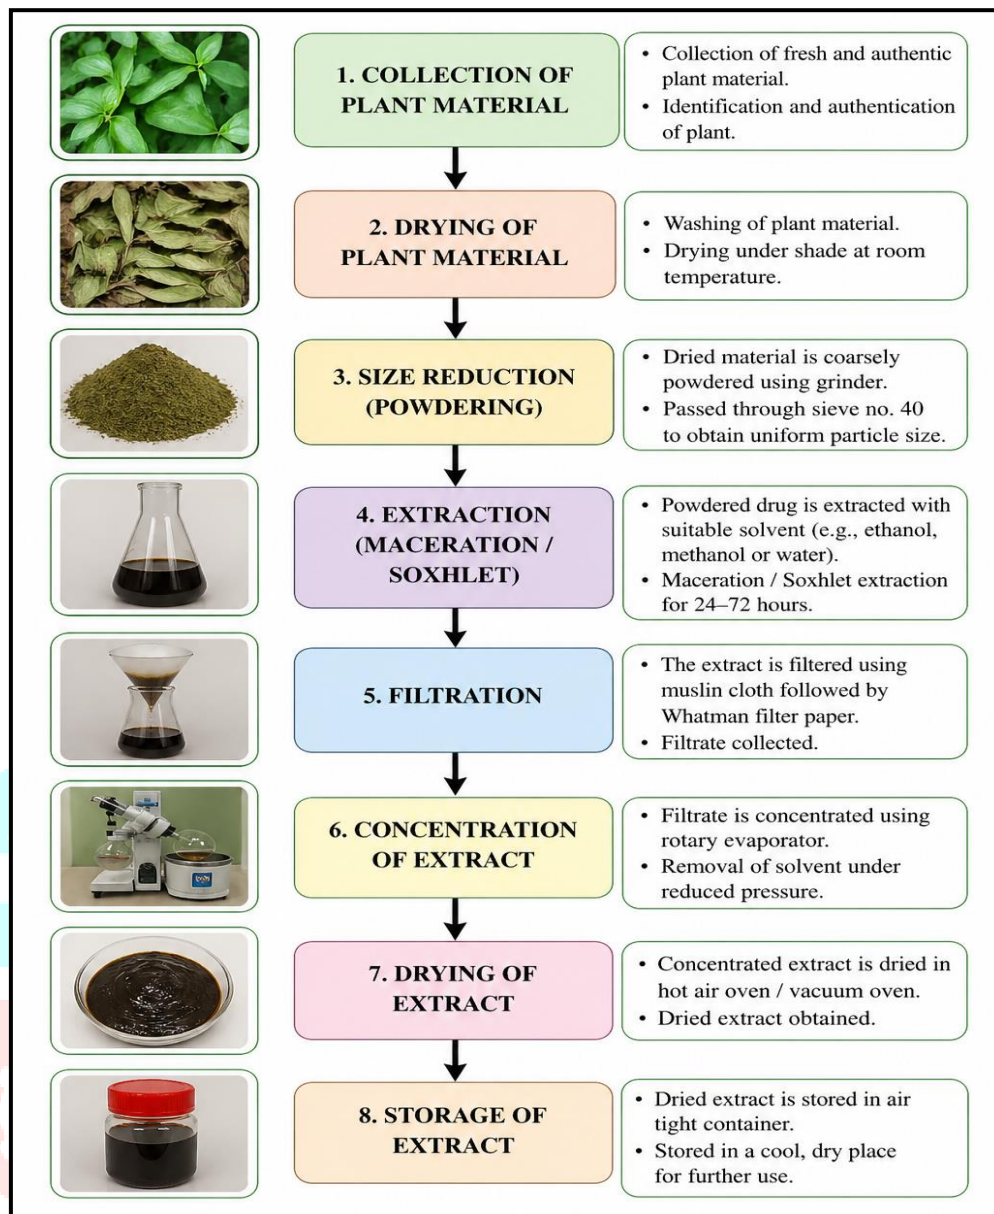 1. COLLECTION OF
PLANT MATERIAL
• Collection of fresh and authentic
plant material.
• Identification and authentication
of plant.
2. DRYING OF
PLANT MATERIAL
• Washing of plant material.
• Drying under shade at room
temperature.
3. SIZE REDUCTION
(POWDERING)
• Dried material is coarsely
powdered using grinder.
• Passed through sieve no. 40
to obtain uniform particle size.
4. EXTRACTION
(MACERATION /
SOXHLET)
• Powdered drug is extracted with
suitable solvent (e.g., ethanol,
methanol or water).
• Maceration / Soxhlet extraction
for 24–72 hours.
5. FILTRATION
• The extract is filtered using
muslin cloth followed by
Whatman filter paper.
• Filtrate collected.
6. CONCENTRATION
OF EXTRACT
• Filtrate is concentrated using
rotary evaporator.
• Removal of solvent under
reduced pressure.
7. DRYING OF
EXTRACT
• Concentrated extract is dried in
hot air oven / vacuum oven.
• Dried extract obtained.
8. STORAGE OF
EXTRACT
• Dried extract is stored in air
tight container.
• Stored in a cool, dry place
for further use.